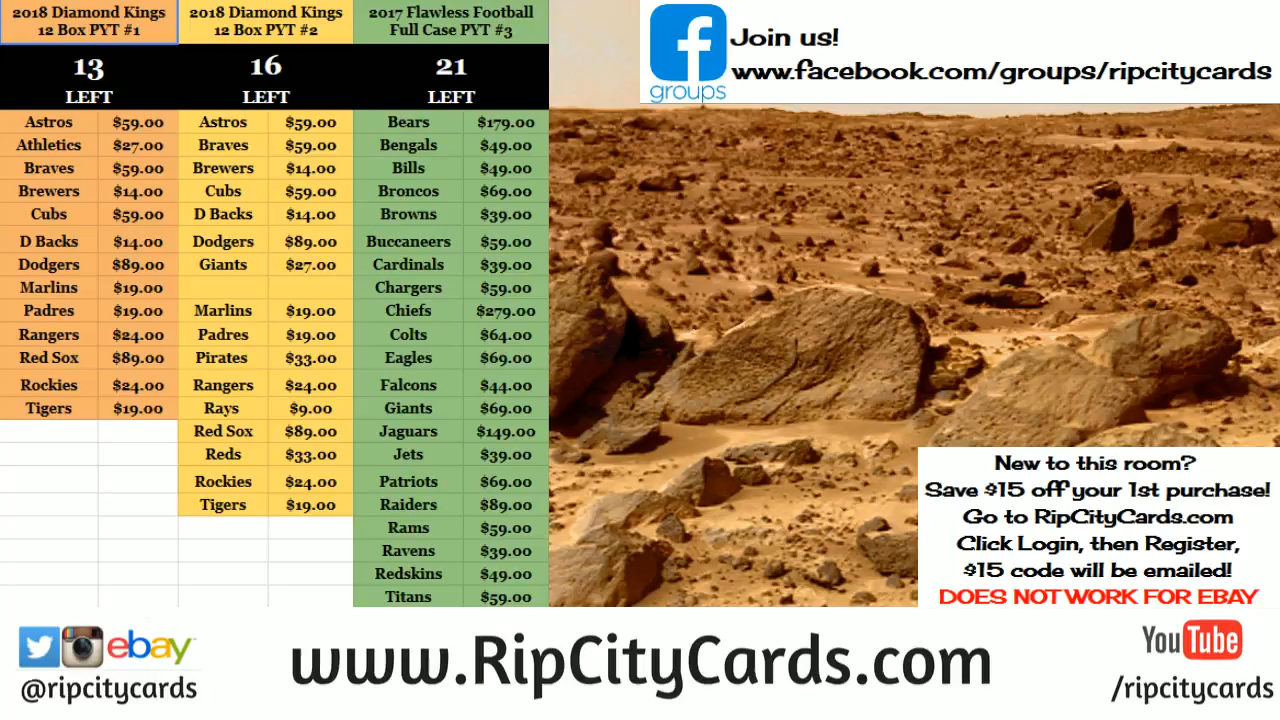 2018 Diamond Kings
12 Box PYT #1
13
LEFT
Astros $59.00
Athletics $27.00
Braves $59.00
Brewers $14.00
Cubs $59.00
D Backs $14.00
Dodgers $89.00
Marlins $19.00
Padres $19.00
Rangers $24.00
Red Sox $89.00
Rockies $24.00
Tigers $19.00
2018 Diamond Kings
12 Box PYT #2
16
LEFT
Astros $59.00
Braves $59.00
Brewers $14.00
Cubs $59.00
D Backs $14.00
Dodgers $89.00
Giants $27.00
Marlins $19.00
Padres $19.00
Pirates $33.00
Rangers $24.00
Rays $9.00
Red Sox $89.00
Reds $33.00
Rockies $24.00
Tigers $19.00
2017 Flawless Football
Full Case PYT #3
21
LEFT
Bears $179.00
Bengals $49.00
Bills $49.00
Broncos $69.00
Browns $39.00
Buccaneers $59.00
Cardinals $39.00
Chargers $59.00
Chiefs $279.00
Colts $64.00
Eagles $69.00
Falcons $44.00
Giants $69.00
Jaguars $149.00
Jets $39.00
Patriots $69.00
Raiders $89.00
Rams $59.00
Ravens $39.00
Redskins $49.00
Titans $59.00
f
groups
Join us!
www.facebook.com/groups/ripcitycards
New to this room?
Save $15 off your 1st purchase!
Go to RipCityCards.com
Click Login, then Register,
$15 code will be emailed!
DOES NOT WORK FOR EBAY
ebay™
@ripcitycards
www.RipCityCards.com
YouTube
/ripcitycards